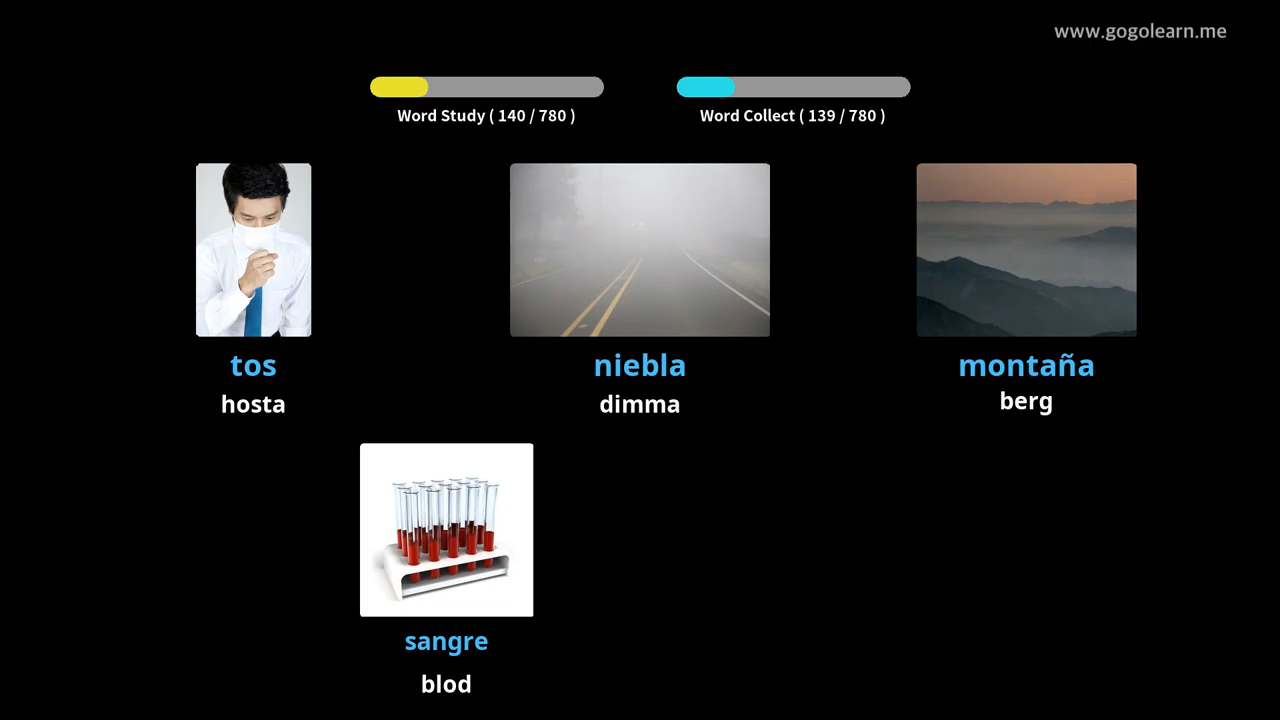 www.gogolearn.me
Word Study ( 140 / 780 )
Word Collect ( 139 / 780 )
tos
hosta
niebla
dimma
montaña
berg
sangre
blod